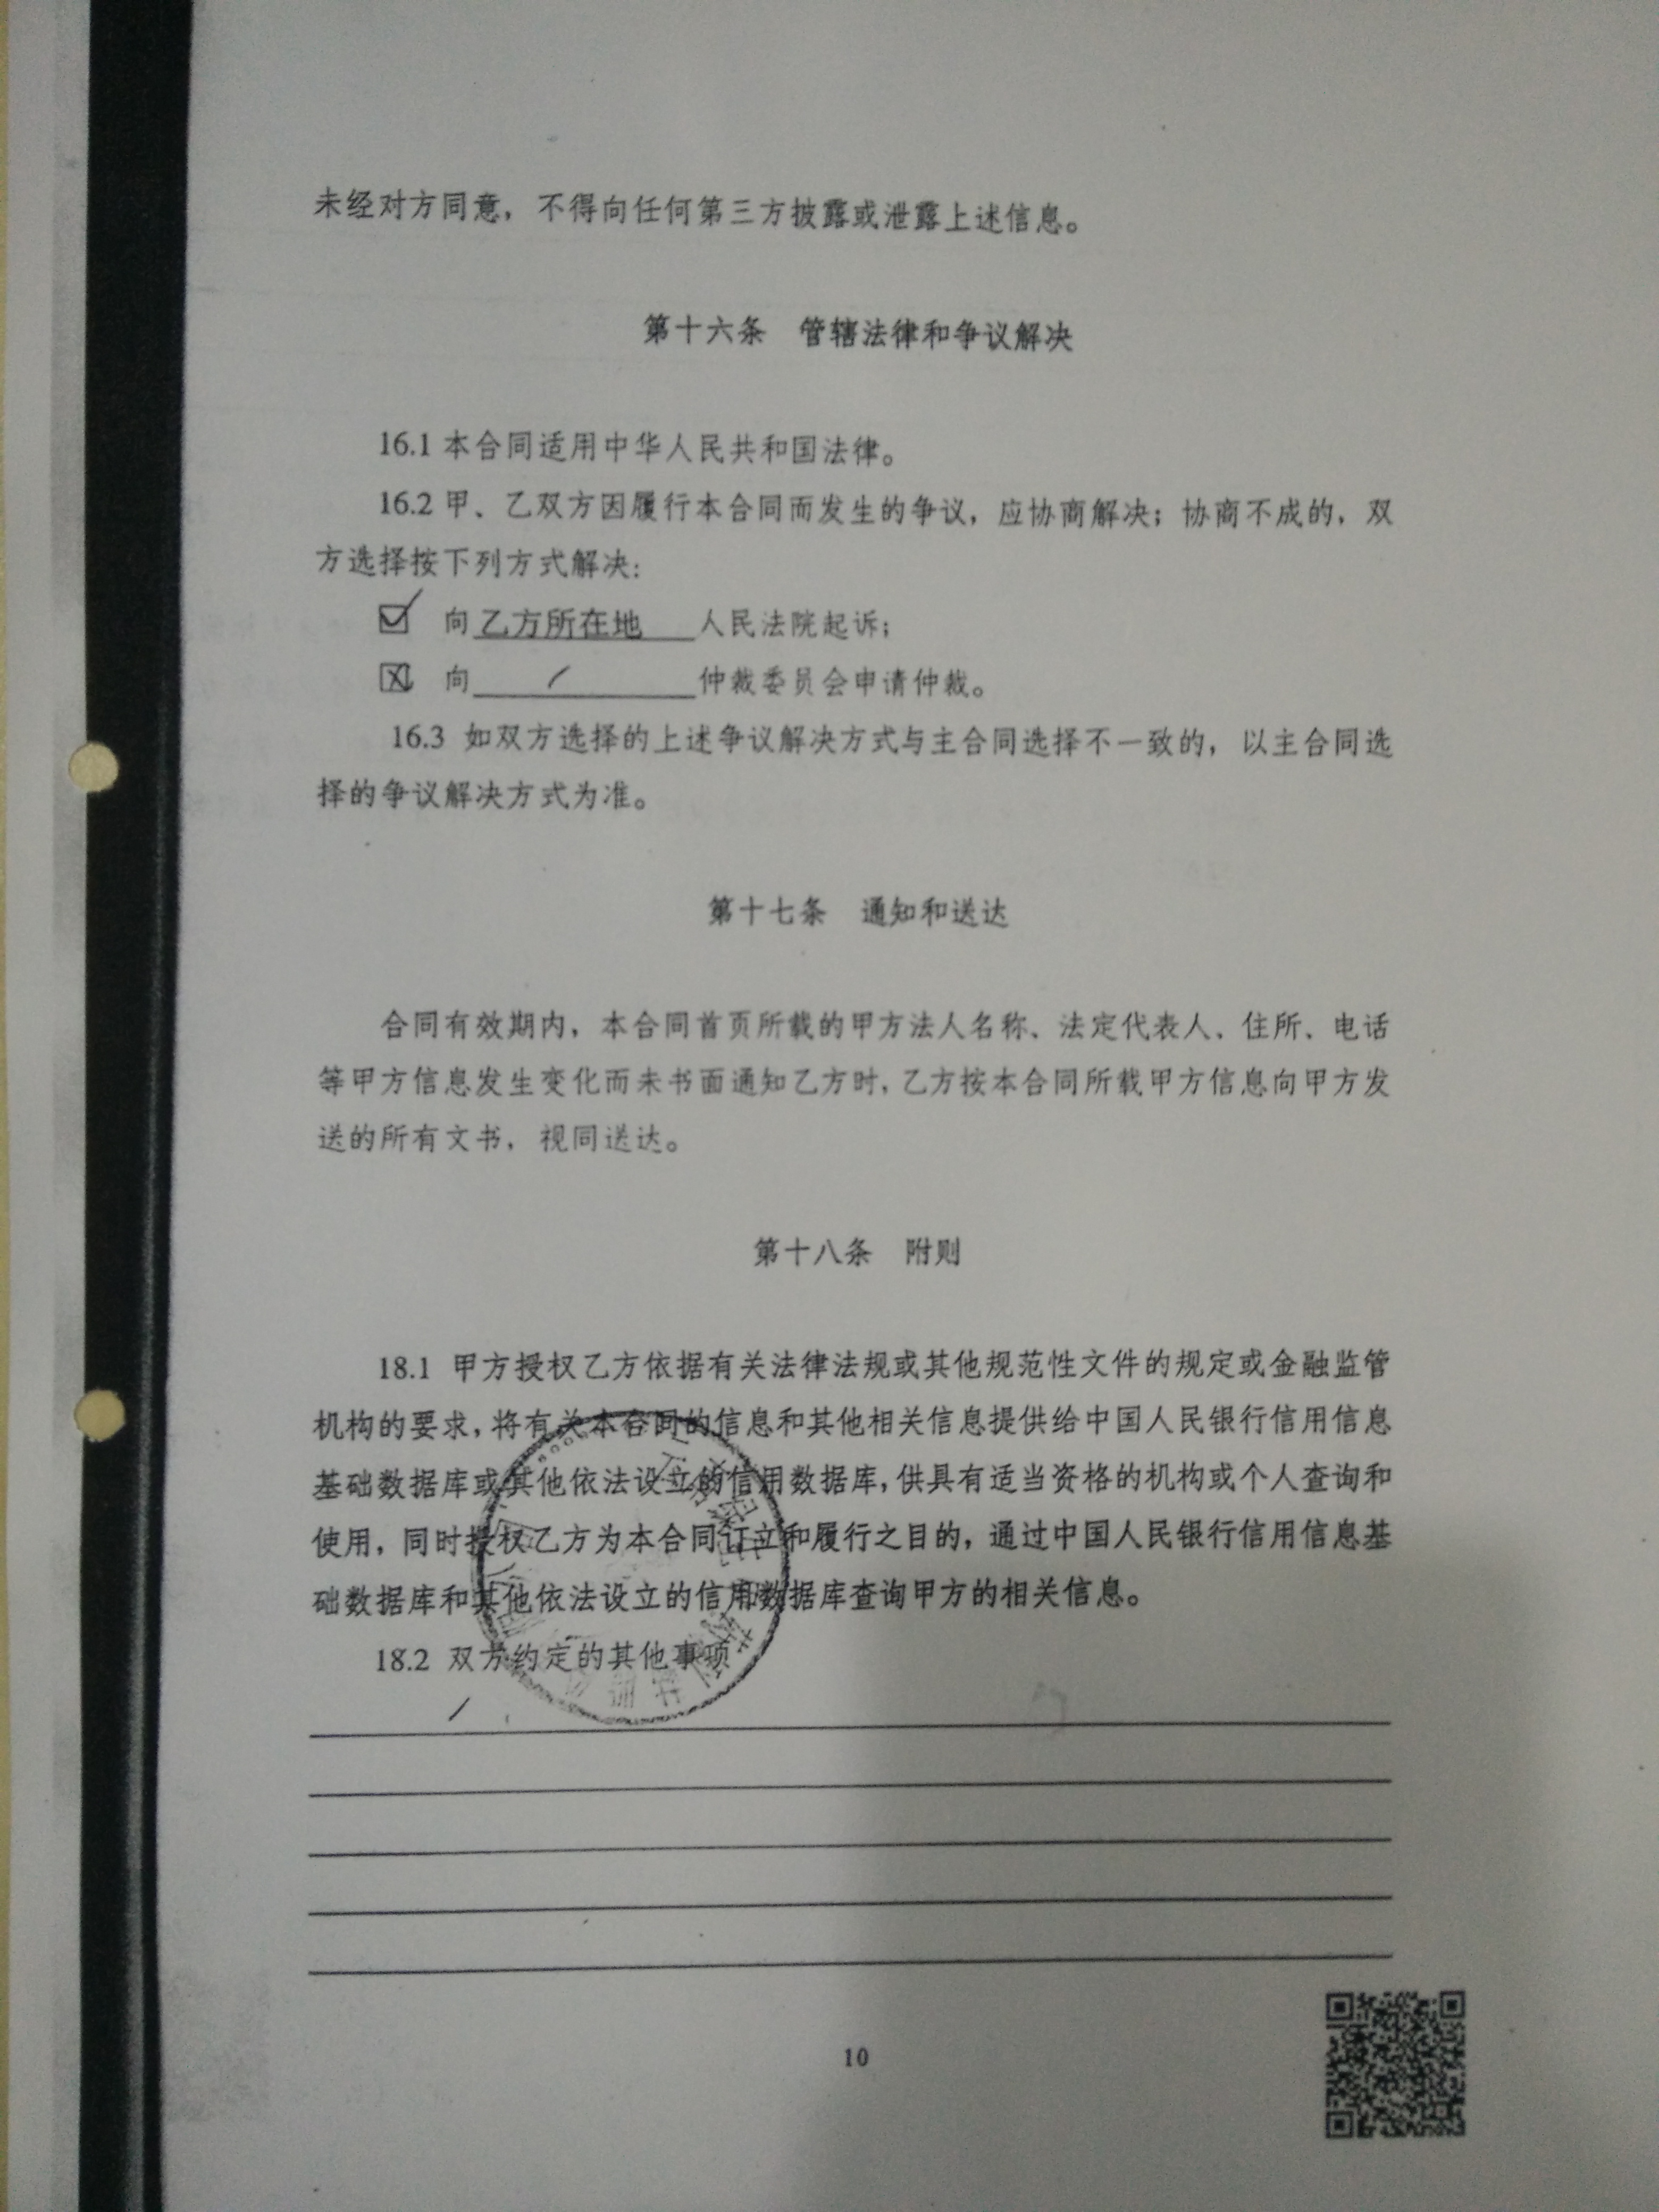 未经对方同意，不得向任何第三方披露或泄露上述信息。
第十六条 管辖法律和争议解决
16.1 本合同适用中华人民共和国法律。
16.2 甲、乙双方因履行本合同而发生的争议，应协商解决；协商不成的，双
方选择按下列方式解决：
☑ 向 乙方所在地 人民法院起诉；
☒ 向 / 仲裁委员会申请仲裁。
16.3 如双方选择的上述争议解决方式与主合同选择不一致的，以主合同选
择的争议解决方式为准。
第十七条 通知和送达
合同有效期内，本合同首页所载的甲方法人名称、法定代表人、住所、电话
等甲方信息发生变化而未书面通知乙方时，乙方按本合同所载甲方信息向甲方发
送的所有文书，视同送达。
第十八条 附则
18.1 甲方授权乙方依据有关法律法规或其他规范性文件的规定或金融监管
机构的要求，将有关本合同的信息和其他相关信息提供给中国人民银行信用信息
基础数据库或其他依法设立的信用数据库，供具有适当资格的机构或个人查询和
使用，同时授权乙方为本合同订立和履行之目的，通过中国人民银行信用信息基
础数据库和其他依法设立的信用数据库查询甲方的相关信息。
18.2 双方约定的其他事项
/
10